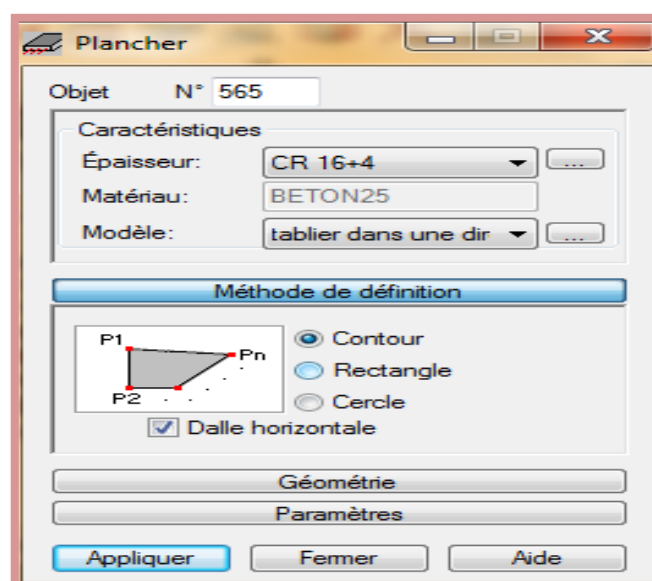 Plancher
Objet N° 565
Caractéristiques
Épaisseur: CR 16+4 ...
Matériau: BETON25
Modèle: tablier dans une dir ...
Méthode de définition
P1
Pn
P2
Contour
Rectangle
Cercle
Dalle horizontale
Géométrie
Paramètres
Appliquer Fermer Aide